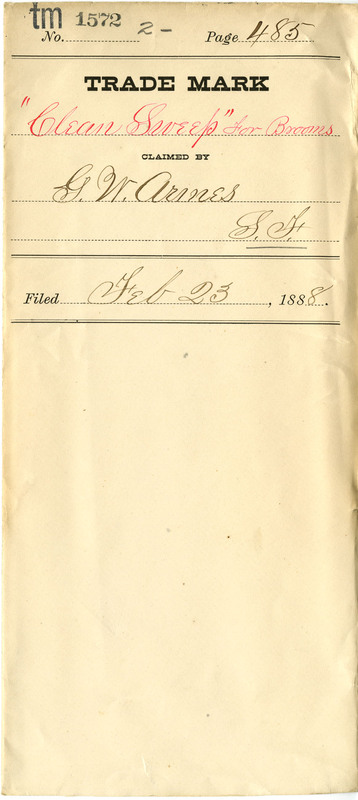 tm 1572 2-
No. Page 485
TRADE MARK
"Clean Sweep" For Brooms
CLAIMED BY
G. W. Armes
S. F.
Filed Feb 23, 1888.